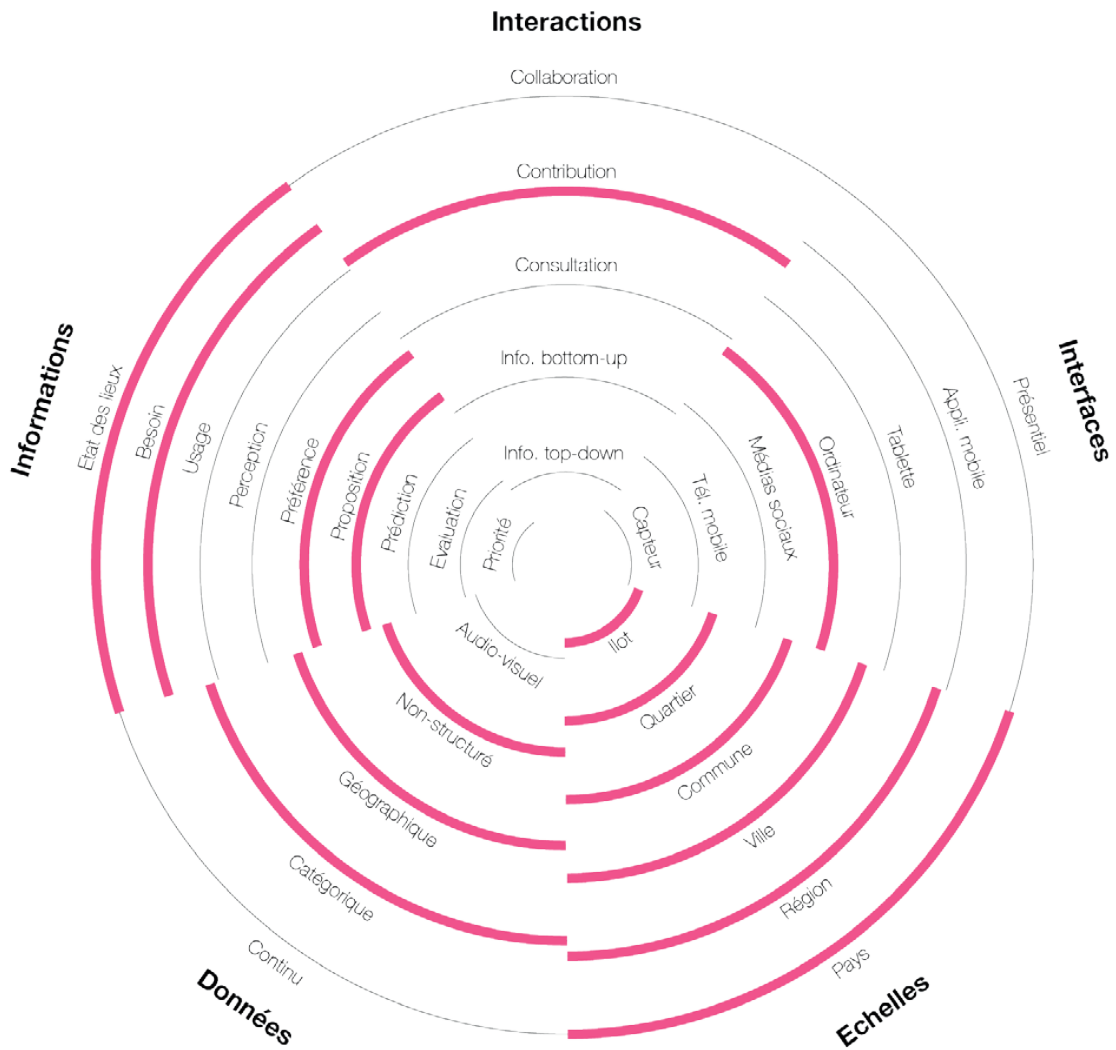 Interactions
Collaboration
Contribution
Consultation
Info. bottom-up
Info. top-down
Informations
Etat des lieux
Besoin
Usage
Perception
Préférence
Proposition
Prédiction
Evaluation
Priorité
Interfaces
Présentiel
Appli. mobile
Tablette
Ordinateur
Médias sociaux
Tél. mobile
Capteur
Audio-visuel
Non-structuré
Géographique
Catégorique
Continu
Données
Ilot
Quartier
Commune
Ville
Région
Pays
Echelles